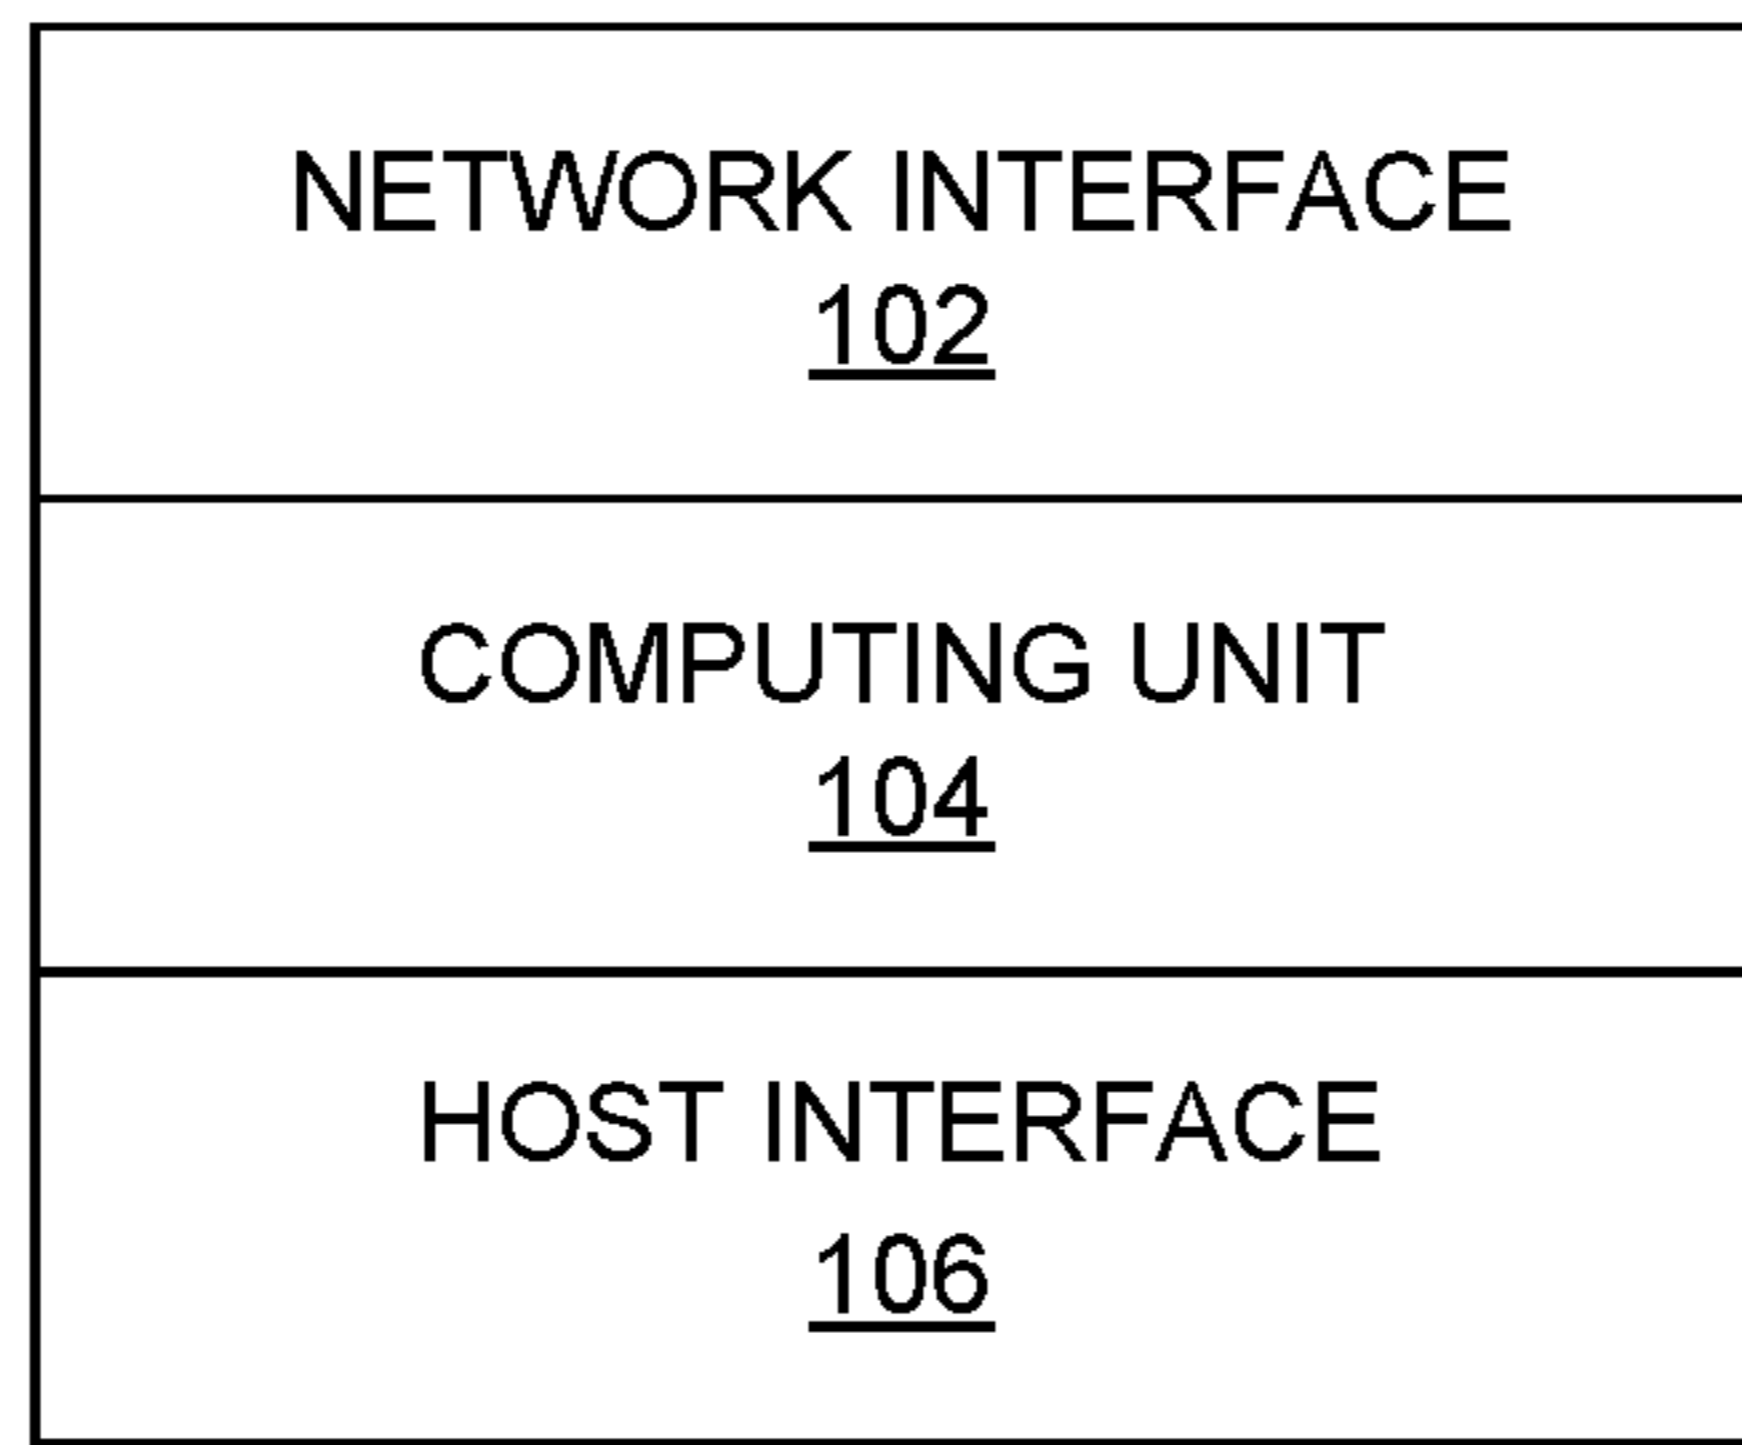 NETWORK INTERFACE
102
COMPUTING UNIT
104
HOST INTERFACE
106